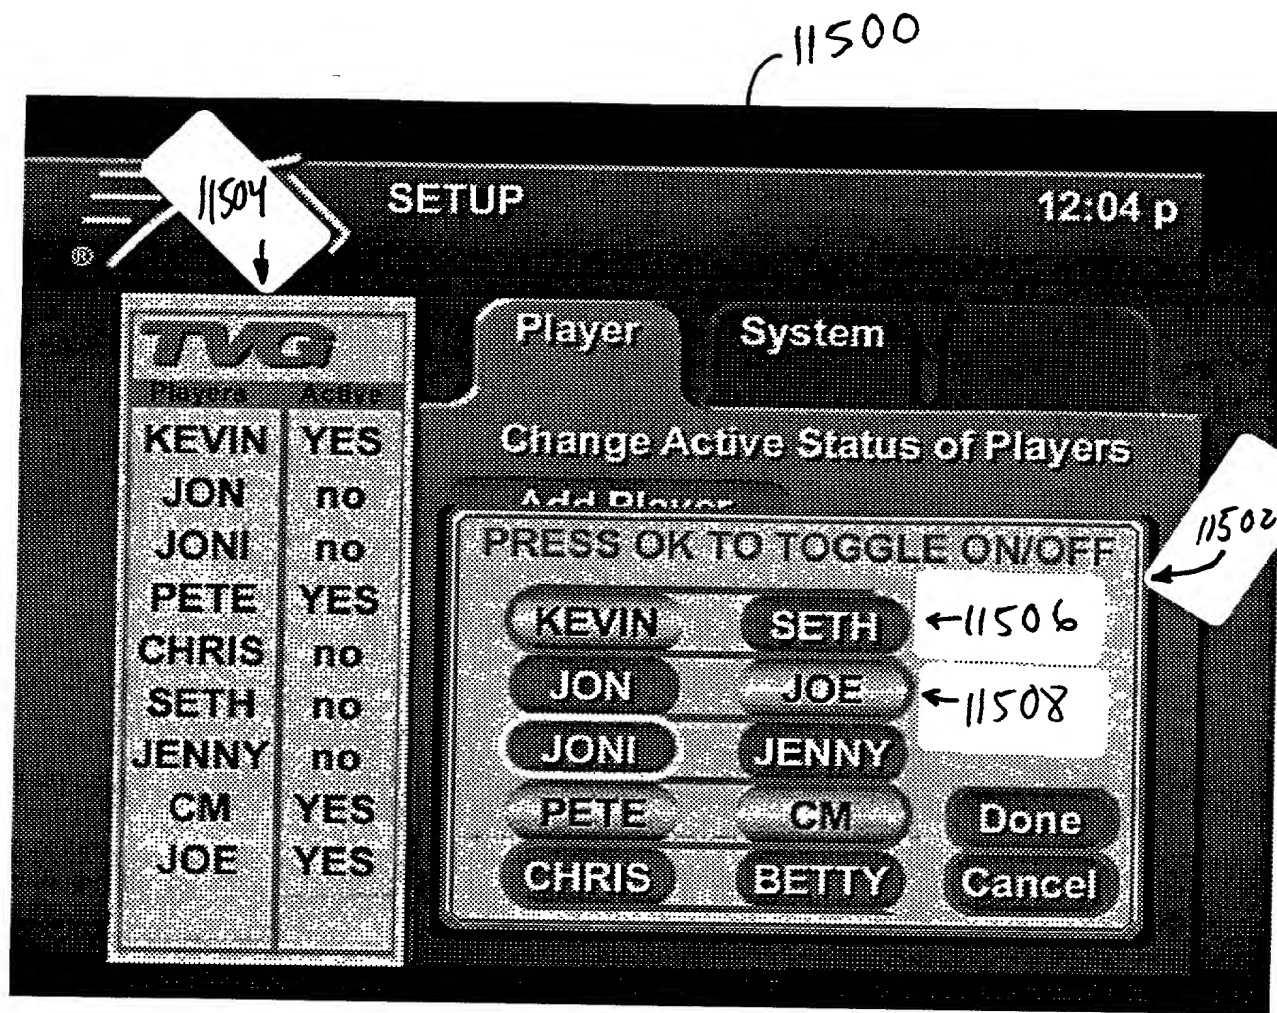 11500
11504
SETUP
12:04 p
®
TVG
Players Active
KEVIN YES
JON no
JONI no
PETE YES
CHRIS no
SETH no
JENNY no
CM YES
JOE YES
Player
System
Change Active Status of Players
Add Player
PRESS OK TO TOGGLE ON/OFF
11502
KEVIN SETH ←11506
JON JOE ←11508
JONI JENNY
PETE CM Done
CHRIS BETTY Cancel